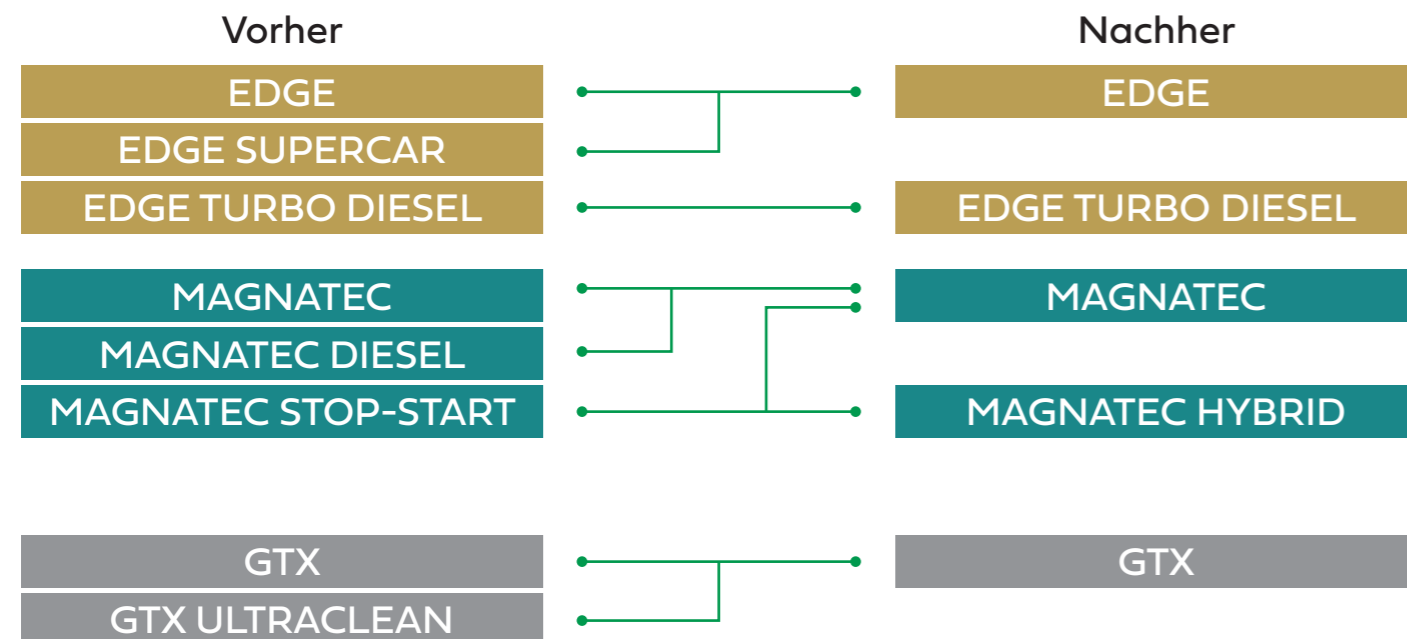 Vorher
Nachher
EDGE
EDGE
EDGE SUPERCAR
EDGE TURBO DIESEL
EDGE TURBO DIESEL
MAGNATEC
MAGNATEC
MAGNATEC DIESEL
MAGNATEC STOP-START
MAGNATEC HYBRID
GTX
GTX
GTX ULTRACLEAN